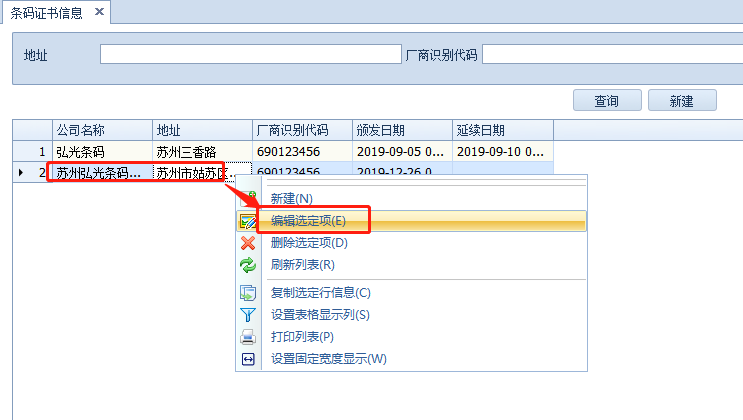 条码证书信息 ×
地址 厂商识别代码
查询 新建
公司名称 地址 厂商识别代码 颁发日期 延续日期
1 弘光条码 苏州三香路 690123456 2019-09-05 0... 2019-09-10 0...
2 苏州弘光条码... 苏州市姑苏区... 690123456 2019-12-26 0
新建(N)
编辑选定项(E)
删除选定项(D)
刷新列表(R)
复制选定行信息(C)
设置表格显示列(S)
打印列表(P)
设置固定宽度显示(W)